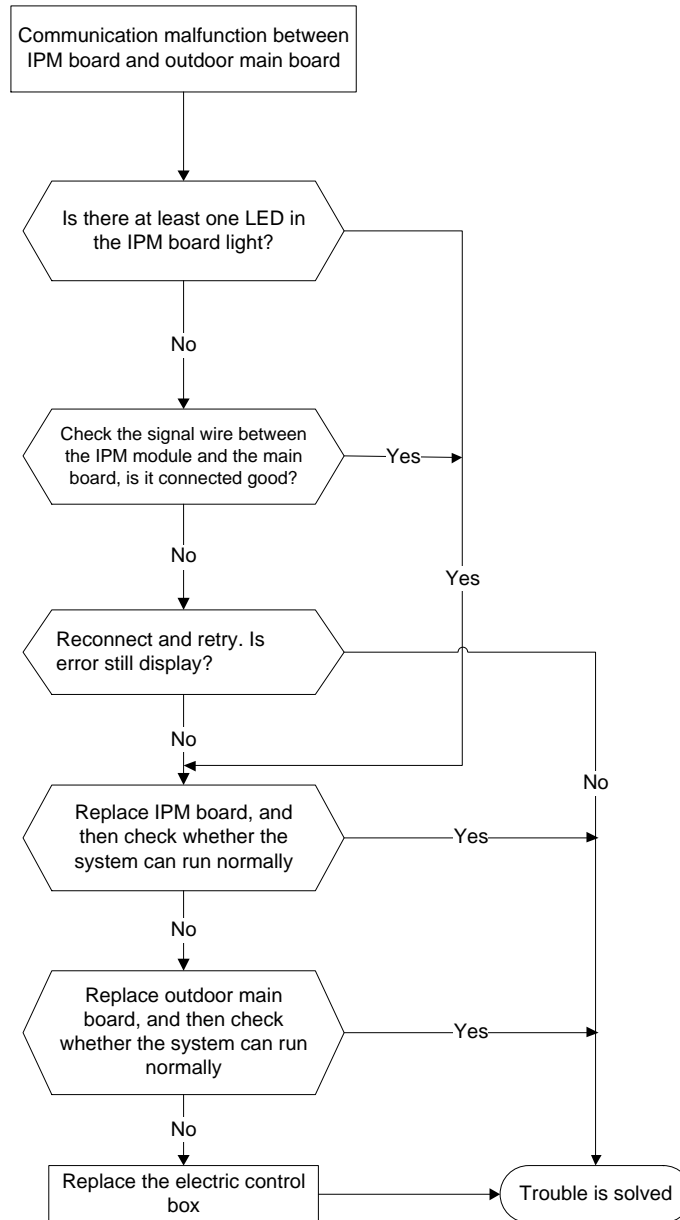 Communication malfunction between
IPM board and outdoor main board
Is there at least one LED in
the IPM board light?
No
Check the signal wire between
the IPM module and the main
board, is it connected good?
Yes
No
Yes
Reconnect and retry. Is
error still display?
No
No
Replace IPM board, and
then check whether the
system can run normally
Yes
No
Replace outdoor main
board, and then check
whether the system can run
normally
Yes
No
Replace the electric control
box
Trouble is solved